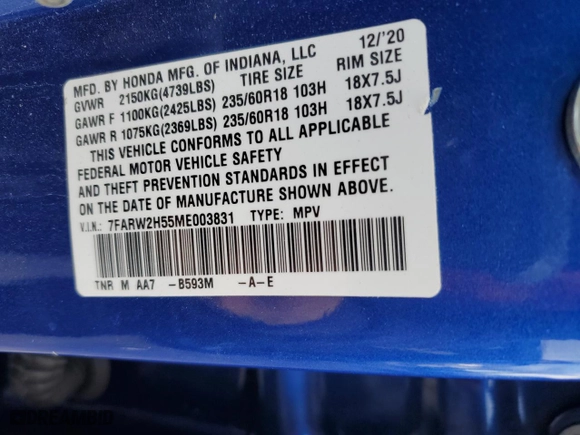 MFD. BY HONDA MFG. OF INDIANA, LLC 12/'20
GVWR 2150KG(4739LBS) TIRE SIZE RIM SIZE
GAWR F 1100KG(2425LBS) 235/60R18 103H 18X7.5J
GAWR R 1075KG(2369LBS) 235/60R18 103H 18X7.5J
THIS VEHICLE CONFORMS TO ALL APPLICABLE
FEDERAL MOTOR VEHICLE SAFETY
AND THEFT PREVENTION STANDARDS IN EFFECT
ON THE DATE OF MANUFACTURE SHOWN ABOVE.
V.I.N.: 7FARW2H55ME003831 TYPE: MPV
TNR M AA7 -B593M -A-E